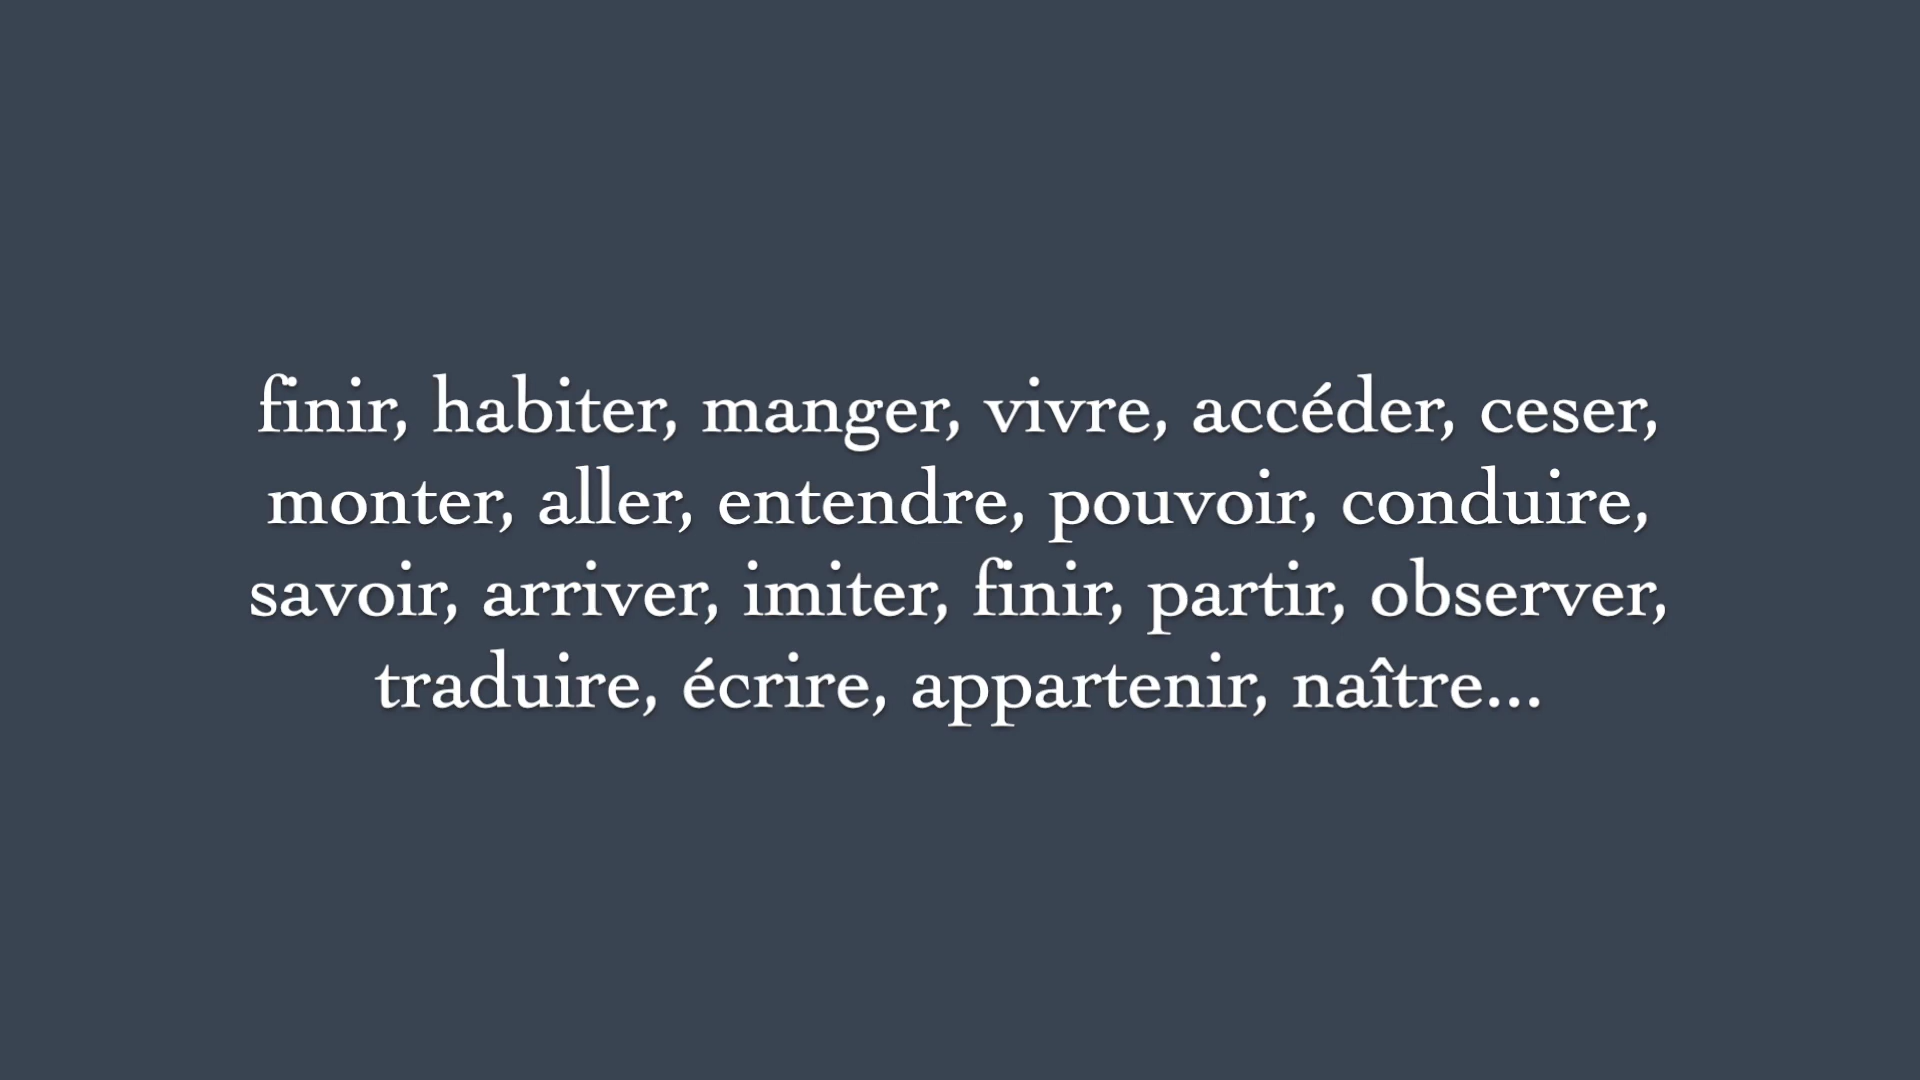 finir, habiter, manger, vivre, accéder, ceser,
monter, aller, entendre, pouvoir, conduire,
savoir, arriver, imiter, finir, partir, observer,
traduire, écrire, appartenir, naître...